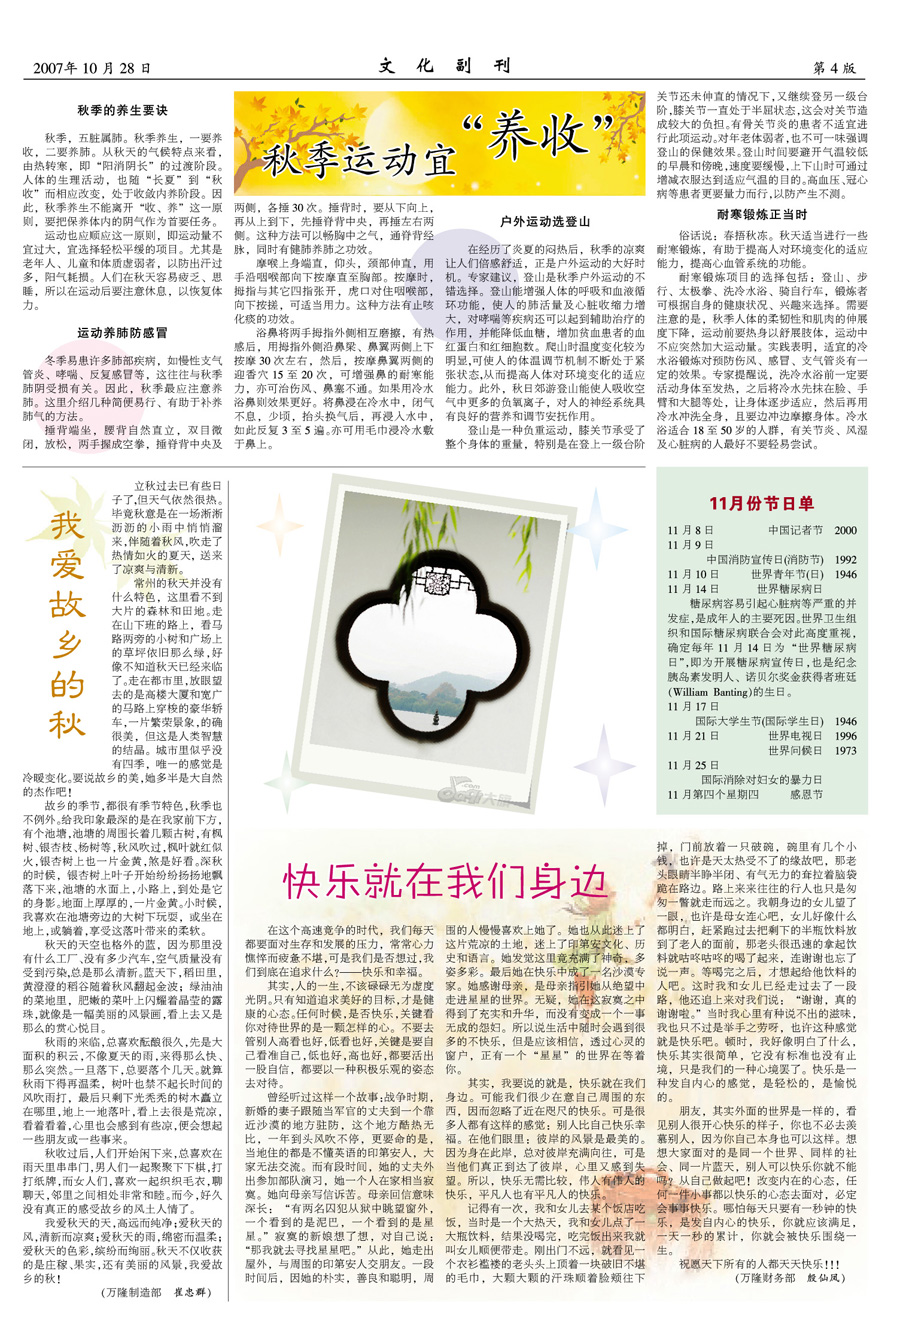 2007年 10 月 28 日
文 化 副 刊
第 4 版
秋季的养生要诀
秋季，五脏属肺。秋季养生，一要养
收，二要养肺。从秋天的气候特点来看，
由热转寒，即“阳消阴长”的过渡阶段。
人体的生理活动，也随“长夏”到“秋
收”而相应改变，处于收敛内养阶段。因
此，秋季养生不能离开“收、养”这一原
则，要把保养体内的阴气作为首要任务。
运动也应顺应这一原则，即运动量不
宜过大，宜选择轻松平缓的项目。尤其是
老年人、儿童和体质虚弱者，以防出汗过
多，阳气耗损。人们在秋天容易疲乏、思
睡，所以在运动后要注意休息，以恢复体
力。
运动养肺防感冒
冬季易患许多肺部疾病，如慢性支气
管炎、哮喘、反复感冒等，这往往与秋季
肺阴受损有关。因此，秋季最应注意养
肺。这里介绍几种简便易行、有助于补养
肺气的方法。
捶背端坐，腰背自然直立，双目微
闭，放松，两手握成空拳，捶脊背中央及
秋季运动宜“养收”
两侧，各捶 30 次。捶背时，要从下向上，
再从上到下，先捶脊背中央，再捶左右两
侧。这种方法可以畅胸中之气，通脊背经
脉，同时有健肺养肺之功效。
摩喉上身端直，仰头，颈部伸直，用
手沿咽喉部向下按摩直至胸部。按摩时，
拇指与其它四指张开，虎口对住咽喉部，
向下按搓，可适当用力。这种方法有止咳
化痰的功效。
浴鼻将两手拇指外侧相互磨擦，有热
感后，用拇指外侧沿鼻梁、鼻翼两侧上下
按摩 30 次左右，然后，按摩鼻翼两侧的
迎香穴 15 至 20 次，可增强鼻的耐寒能
力，亦可治伤风、鼻塞不通。如果用冷水
浴鼻则效果更好。将鼻浸在冷水中，闭气
不息，少顷，抬头换气后，再浸入水中，
如此反复 3 至 5 遍。亦可用毛巾浸冷水敷
于鼻上。
户外运动选登山
在经历了炎夏的闷热后，秋季的凉爽
让人们倍感舒适，正是户外运动的大好时
机。专家建议，登山是秋季户外运动的不
错选择。登山能增强人体的呼吸和血液循
环功能，使人的肺活量及心脏收缩力增
大，对哮喘等疾病还可以起到辅助治疗的
作用，并能降低血糖，增加贫血患者的血
红蛋白和红细胞数。爬山时温度变化较为
明显，可使人的体温调节机制不断处于紧
张状态，从而提高人体对环境变化的适应
能力。此外，秋日郊游登山能使人吸收空
气中更多的负氧离子，对人的神经系统具
有良好的营养和调节安抚作用。
登山是一种负重运动，膝关节承受了
整个身体的重量，特别是在登上一级台阶
关节还未伸直的情况下，又继续登另一级台
阶，膝关节一直处于半屈状态，这会对关节造
成较大的负担。有骨关节炎的患者不适宜进
行此项运动。对年老体弱者，也不可一味强调
登山的保健效果。登山时间要避开气温较低
的早晨和傍晚，速度要缓慢，上下山时可通过
增减衣服达到适应气温的目的。高血压、冠心
病等患者更要量力而行，以防产生不测。
耐寒锻炼正当时
俗话说：春捂秋冻。秋天适当进行一些
耐寒锻炼，有助于提高人对环境变化的适应
能力，提高心血管系统的功能。
耐寒锻炼项目的选择包括：登山、步
行、太极拳、洗冷水浴、骑自行车，锻炼者
可根据自身的健康状况、兴趣来选择。需要
注意的是，秋季人体的柔韧性和肌肉的伸展
度下降，运动前要热身以舒展肢体，运动中
不应突然加大运动量。实践表明，适宜的冷
水浴锻炼对预防伤风、感冒、支气管炎有一
定的效果。专家提醒说，洗冷水浴前一定要
活动身体至发热，之后将冷水先抹在脸、手
臂和大腿等处，让身体逐步适应，然后再用
冷水冲洗全身，且要边冲边摩擦身体。冷水
浴适合 18 至 50 岁的人群，有关节炎、风湿
及心脏病的人最好不要轻易尝试。
我爱故乡的秋
立秋过去已有些日
子了，但天气依然很热。
毕竟秋意是在一场淅淅
沥沥的小雨中悄悄溜
来，伴随着秋风，吹走了
热情如火的夏天，送来
了凉爽与清新。
常州的秋天并没有
什么特色，这里看不到
大片的森林和田地。走
在山下班的路上，看马
路两旁的小树和广场上
的草坪依旧那么绿，好
像不知道秋天已经来临
了。走在都市里，放眼望
去的是高楼大厦和宽广
的马路上穿梭的豪华轿
车，一片繁荣景象，的确
很美，但这是人类智慧
的结晶。城市里似乎没
有四季，唯一的感觉是
冷暖变化。要说故乡的美，她多半是大自然
的杰作吧！
故乡的季节，都很有季节特色，秋季也
不例外。给我印象最深的是在我家前下方，
有个池塘，池塘的周围长着几颗古树，有枫
树、银杏枝、杨树等，秋风吹过，枫叶就红似
火，银杏树上也一片金黄，煞是好看。深秋
的时候，银杏树上叶子开始纷纷扬扬地飘
落下来，池塘的水面上，小路上，到处是它
的身影。地面上厚厚的，一片金黄。小时候，
我喜欢在池塘旁边的大树下玩耍，或坐在
地上，或躺着，享受这落叶带来的柔软。
秋天的天空也格外的蓝，因为那里没
有什么工厂、没有多少汽车，空气质量没有
受到污染，总是那么清新。蓝天下，稻田里，
黄澄澄的稻谷随着秋风翻起金波；绿油油
的菜地里，肥嫩的菜叶上闪耀着晶莹的露
珠，就像是一幅美丽的风景画，看上去又是
那么的赏心悦目。
秋雨的来临，总喜欢酝酿很久，先是大
面积的积云，不像夏天的雨，来得那么快、
那么突然。一旦落下，总要落个几天。就算
秋雨下得再温柔，树叶也禁不起长时间的
风吹雨打，最后只剩下光秃秃的树木矗立
在哪里，地上一地落叶，看上去很是荒凉，
看着看着，心里也会感到有些凉，便会想起
一些朋友或一些事来。
秋收过后，人们开始闲下来，总喜欢在
雨天里串串门，男人们一起聚聚下下棋，打
打纸牌，而女人们，喜欢一起织织毛衣，聊
聊天，邻里之间相处非常和睦。而今，好久
没有真正的感受故乡的风土人情了。
我爱秋天的天，高远而纯净；爱秋天的
风，清新而凉爽；爱秋天的雨，绵密而温柔；
爱秋天的色彩，缤纷而绚丽。秋天不仅收获
的是庄稼、果实，还有美丽的风景，我爱故
乡的秋！
（万隆制造部 崔忠群）
11月份节日单
11 月 8 日 中国记者节 2000
11 月 9 日
中国消防宣传日(消防节) 1992
11 月 10 日 世界青年节(日) 1946
11 月 14 日 世界糖尿病日
糖尿病容易引起心脏病等严重的并
发症，是成年人的主要死因。世界卫生组
织和国际糖尿病联合会对此高度重视，
确定每年 11 月 14 日为“世界糖尿病
日”，即为开展糖尿病宣传日，也是纪念
胰岛素发明人、诺贝尔奖金获得者班廷
(William Banting)的生日。
11 月 17 日
国际大学生节(国际学生日) 1946
11 月 21 日 世界电视日 1996
世界问候日 1973
11 月 25 日
国际消除对妇女的暴力日
11 月第四个星期四 感恩节
快乐就在我们身边
在这个高速竞争的时代，我们每天
都要面对生存和发展的压力，常常心力
憔悴而疲惫不堪，可是我们是否想过，我
们到底在追求什么？——快乐和幸福。
其实，人的一生，不该碌碌无为虚度
光阴。只有知道追求美好的目标，才是健
康的心态。任何时候，是否快乐，关键看
你对待世界的是一颗怎样的心。不要去
管别人高看也好，低看也好，关键是要自
己看准自己，低也好，高也好，都要活出
一股自信，都要以一种积极乐观的姿态
去对待。
曾经听过这样一个故事：战争时期，
新婚的妻子跟随当军官的丈夫到一个靠
近沙漠的地方驻防，这个地方酷热无
比，一年到头风吹不停，更要命的是，
当地住的都是不懂英语的印第安人，大
家无法交流。而有段时间，她的丈夫外
出参加部队演习，她一个人在家相当寂
寞。她向母亲写信诉苦。母亲回信意味
深长：“有两名囚犯从狱中眺望窗外，
一个看到的是泥巴，一个看到的是星
星。”寂寞的新娘想了想，对自己说：
“那我就去寻找星星吧。”从此，她走出
屋外，与周围的印第安人交朋友。一段
时间后，因她的朴实，善良和聪明，周
围的人慢慢喜欢上她了。她也从此迷上了
这片荒凉的土地，迷上了印第安文化、历
史和语言。她发觉这里竟充满了神奇、多
姿多彩。最后她在快乐中成了一名沙漠专
家。她感谢母亲，是母亲指引她从绝望中
走进星星的世界。无疑，她在这寂寞之中
得到了充实和升华，而没有变成一个一事
无成的怨妇。所以说生活中随时会遇到很
多的不快乐，但是应该相信，透过心灵的
窗户，正有一个“星星”的世界在等着
你。
其实，我要说的就是，快乐就在我们
身边。可能我们很少在意自己周围的东
西，因而忽略了近在咫尺的快乐。可是很
多人都有这样的感觉：别人比自己快乐幸
福。在他们眼里：彼岸的风景是最美的。
因为身在此岸，总对彼岸充满向往，可是
当他们真正到达了彼岸，心里又感到失
望。所以，快乐无需比较，伟人有伟人的
快乐，平凡人也有平凡人的快乐。
记得有一次，我和女儿去某个饭店吃
饭，当时是一个大热天，我和女儿点了一
大瓶饮料，结果没喝完，吃完饭出来我就
叫女儿顺便带走。刚出门不远，就看见一
个衣衫褴褛的老头头上顶着一块破旧不堪
的毛巾，大颗大颗的汗珠顺着脸颊往下
掉，门前放着一只破碗，碗里有几个小
钱，也许是天太热受不了的缘故吧，那老
头眼睛半睁半闭、有气无力的耷拉着脑袋
跪在路边。路上来来往往的行人也只是匆
匆一瞥就走而远之。我朝身边的女儿望了
一眼，也许是母女连心吧，女儿好像什么
都明白，赶紧跑过去把剩下的半瓶饮料放
到了老人的面前，那老头很迅速的拿起饮
料就咕咚咕咚的喝了起来，连谢谢也忘了
说一声。等喝完之后，才想起给他饮料的
人吧。这时我和女儿已经走过去了一段
路，他还追上来对我们说：“谢谢，真的
谢谢啦。”当时我心里有种说不出的滋味，
我也只不过是举手之劳呀，也许这种感觉
就是快乐吧。顿时，我好像明白了什么，
快乐其实很简单，它没有标准也没有止
境，只是我们的一种心境罢了。快乐是一
种发自内心的感觉，是轻松的，是愉悦
的。
朋友，其实外面的世界是一样的，看
见别人很开心快乐的样子，你也不必去羡
慕别人，因为你自己本身也可以这样。想
想大家面对的是同一个世界、同样的社
会、同一片蓝天，别人可以快乐你就不能
吗？从自己做起吧！改变内在的心态，任
何一件小事都以快乐的心态去面对，必定
会事事快乐。哪怕每天只要有一秒钟的快
乐，是发自内心的快乐，你就应该满足，
一天一秒的累计，你就会被快乐围绕一
生。
祝愿天下所有的人都天天快乐！！！
（万隆财务部 殷仙凤）